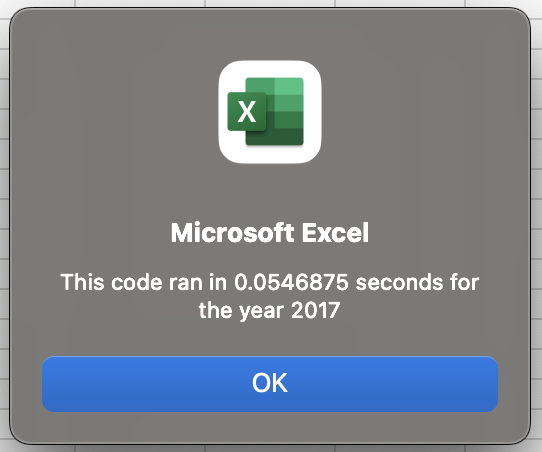 X
Microsoft Excel
This code ran in 0.0546875 seconds for
the year 2017
OK